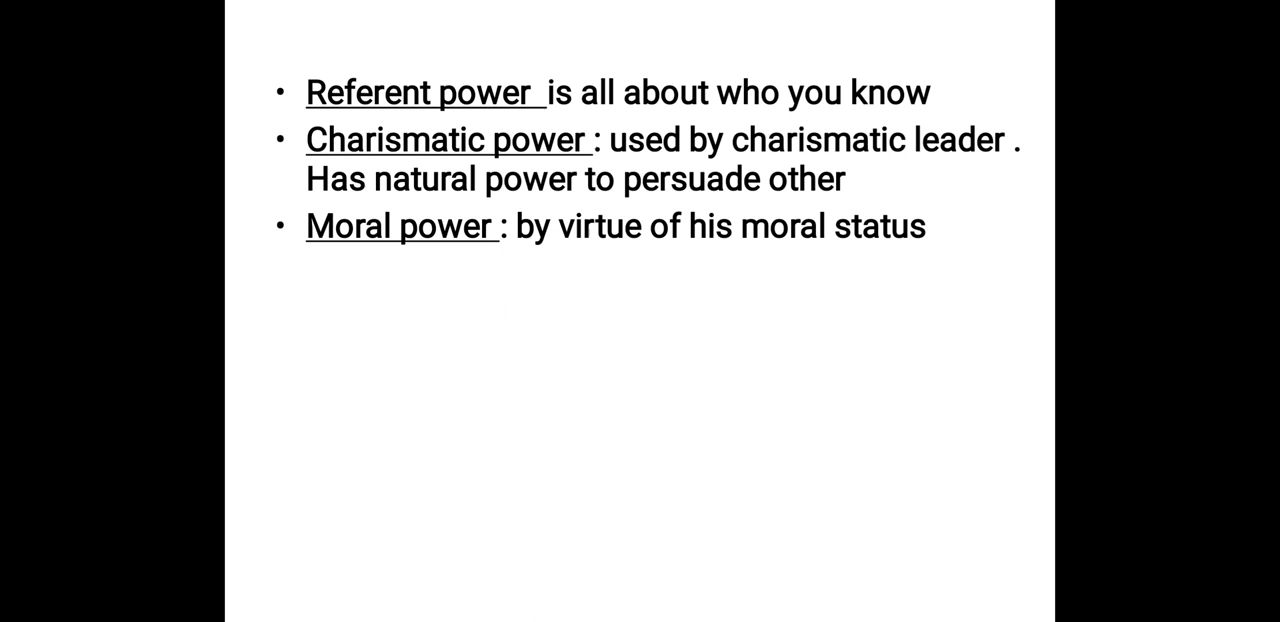 • Referent power  is all about who you know
• Charismatic power : used by charismatic leader .
Has natural power to persuade other
• Moral power : by virtue of his moral status